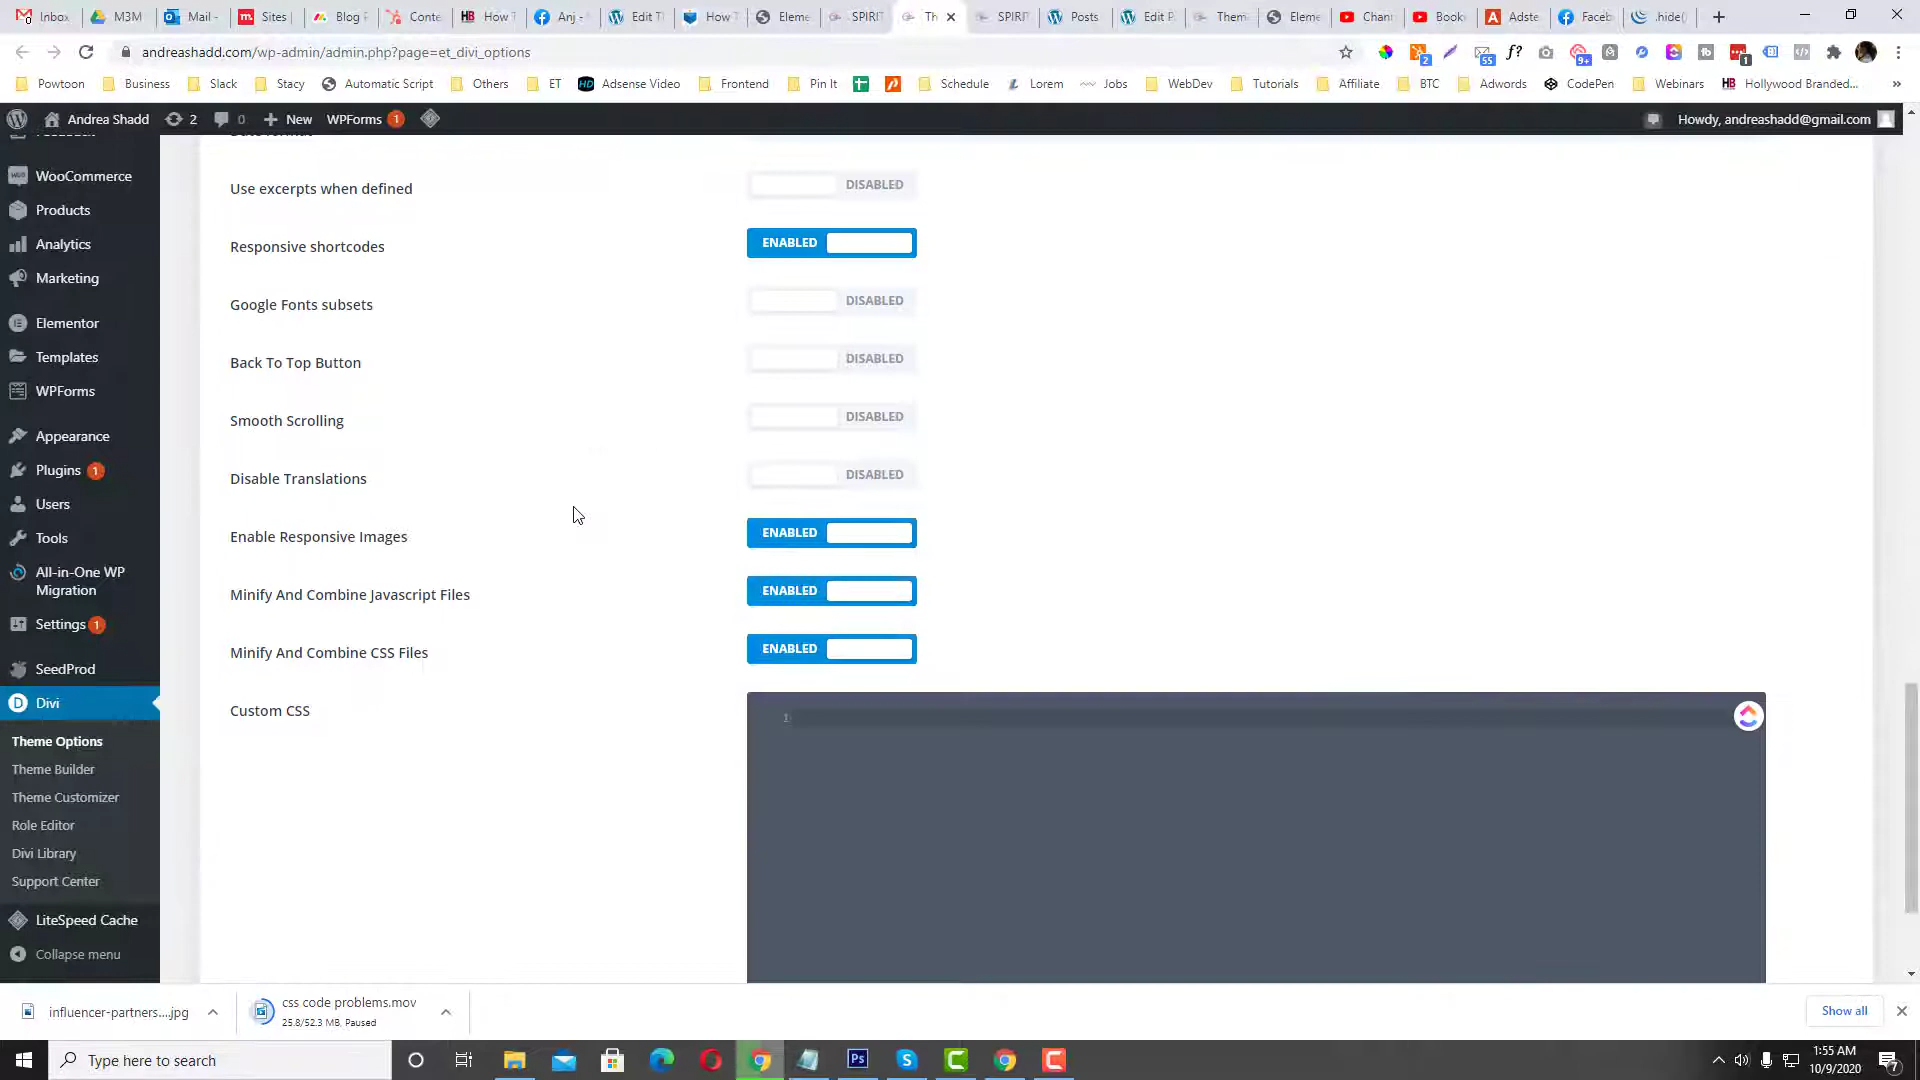 Inbox
M3M
Mail -
Sites |
Blog F
Conte
How T
Anj -
Edit T
How T
Eleme
SPIRI
Th
SPIRI
Posts
Edit P
Them
Eleme
Chan
Book
Adste
Faceb
.hide(
andreashadd.com/wp-admin/admin.php?page=et_divi_options
2
55
f?
9+
1
Powtoon
Business
Slack
Stacy
Automatic Script
Others
ET
Adsense Video
Frontend
Pin It
Schedule
Lorem
Jobs
WebDev
Tutorials
Affiliate
BTC
Adwords
CodePen
Webinars
Hollywood Branded...
Andrea Shadd
2
0
New
WPForms 1
Howdy, andreashadd@gmail.com
WooCommerce
Products
Analytics
Marketing
Elementor
Templates
WPForms
Appearance
Plugins 1
Users
Tools
All-in-One WP
Migration
Settings 1
SeedProd
Divi
Theme Options
Theme Builder
Theme Customizer
Role Editor
Divi Library
Support Center
LiteSpeed Cache
Collapse menu
Use excerpts when defined
DISABLED
Responsive shortcodes
ENABLED
Google Fonts subsets
DISABLED
Back To Top Button
DISABLED
Smooth Scrolling
DISABLED
Disable Translations
DISABLED
Enable Responsive Images
ENABLED
Minify And Combine Javascript Files
ENABLED
Minify And Combine CSS Files
ENABLED
Custom CSS
1
influencer-partners....jpg
css code problems.mov
25.8/52.3 MB, Paused
Show all
Type here to search
1:55 AM
10/9/2020
7